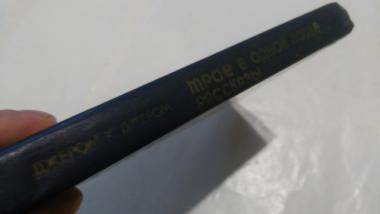 ДЖЕРОМ К ДЖЕРОМ
ТРОЕ В ОДНОЙ ЛОДКЕ
РАССКАЗЫ